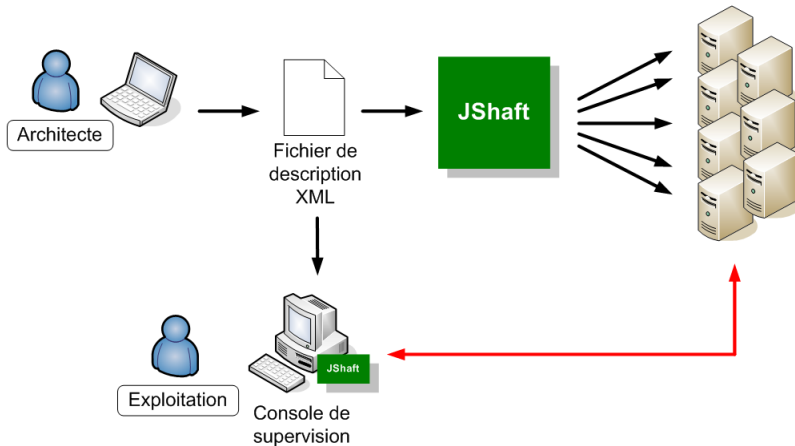 JShaft
Architecte
Fichier de
description
XML
JShaft
Exploitation
Console de
supervision